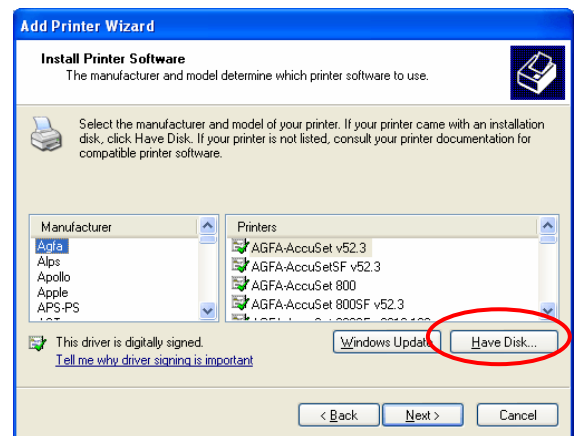 Add Printer Wizard
Install Printer Software
The manufacturer and model determine which printer software to use.
Select the manufacturer and model of your printer. If your printer came with an installation
disk, click Have Disk. If your printer is not listed, consult your printer documentation for
compatible printer software.
Manufacturer
Agfa
Alps
Apollo
Apple
APS-PS
Printers
AGFA-AccuSet v52.3
AGFA-AccuSetSF v52.3
AGFA-AccuSet 800
AGFA-AccuSet 800SF v52.3
This driver is digitally signed.
Tell me why driver signing is important
Windows Update
Have Disk...
< Back
Next >
Cancel